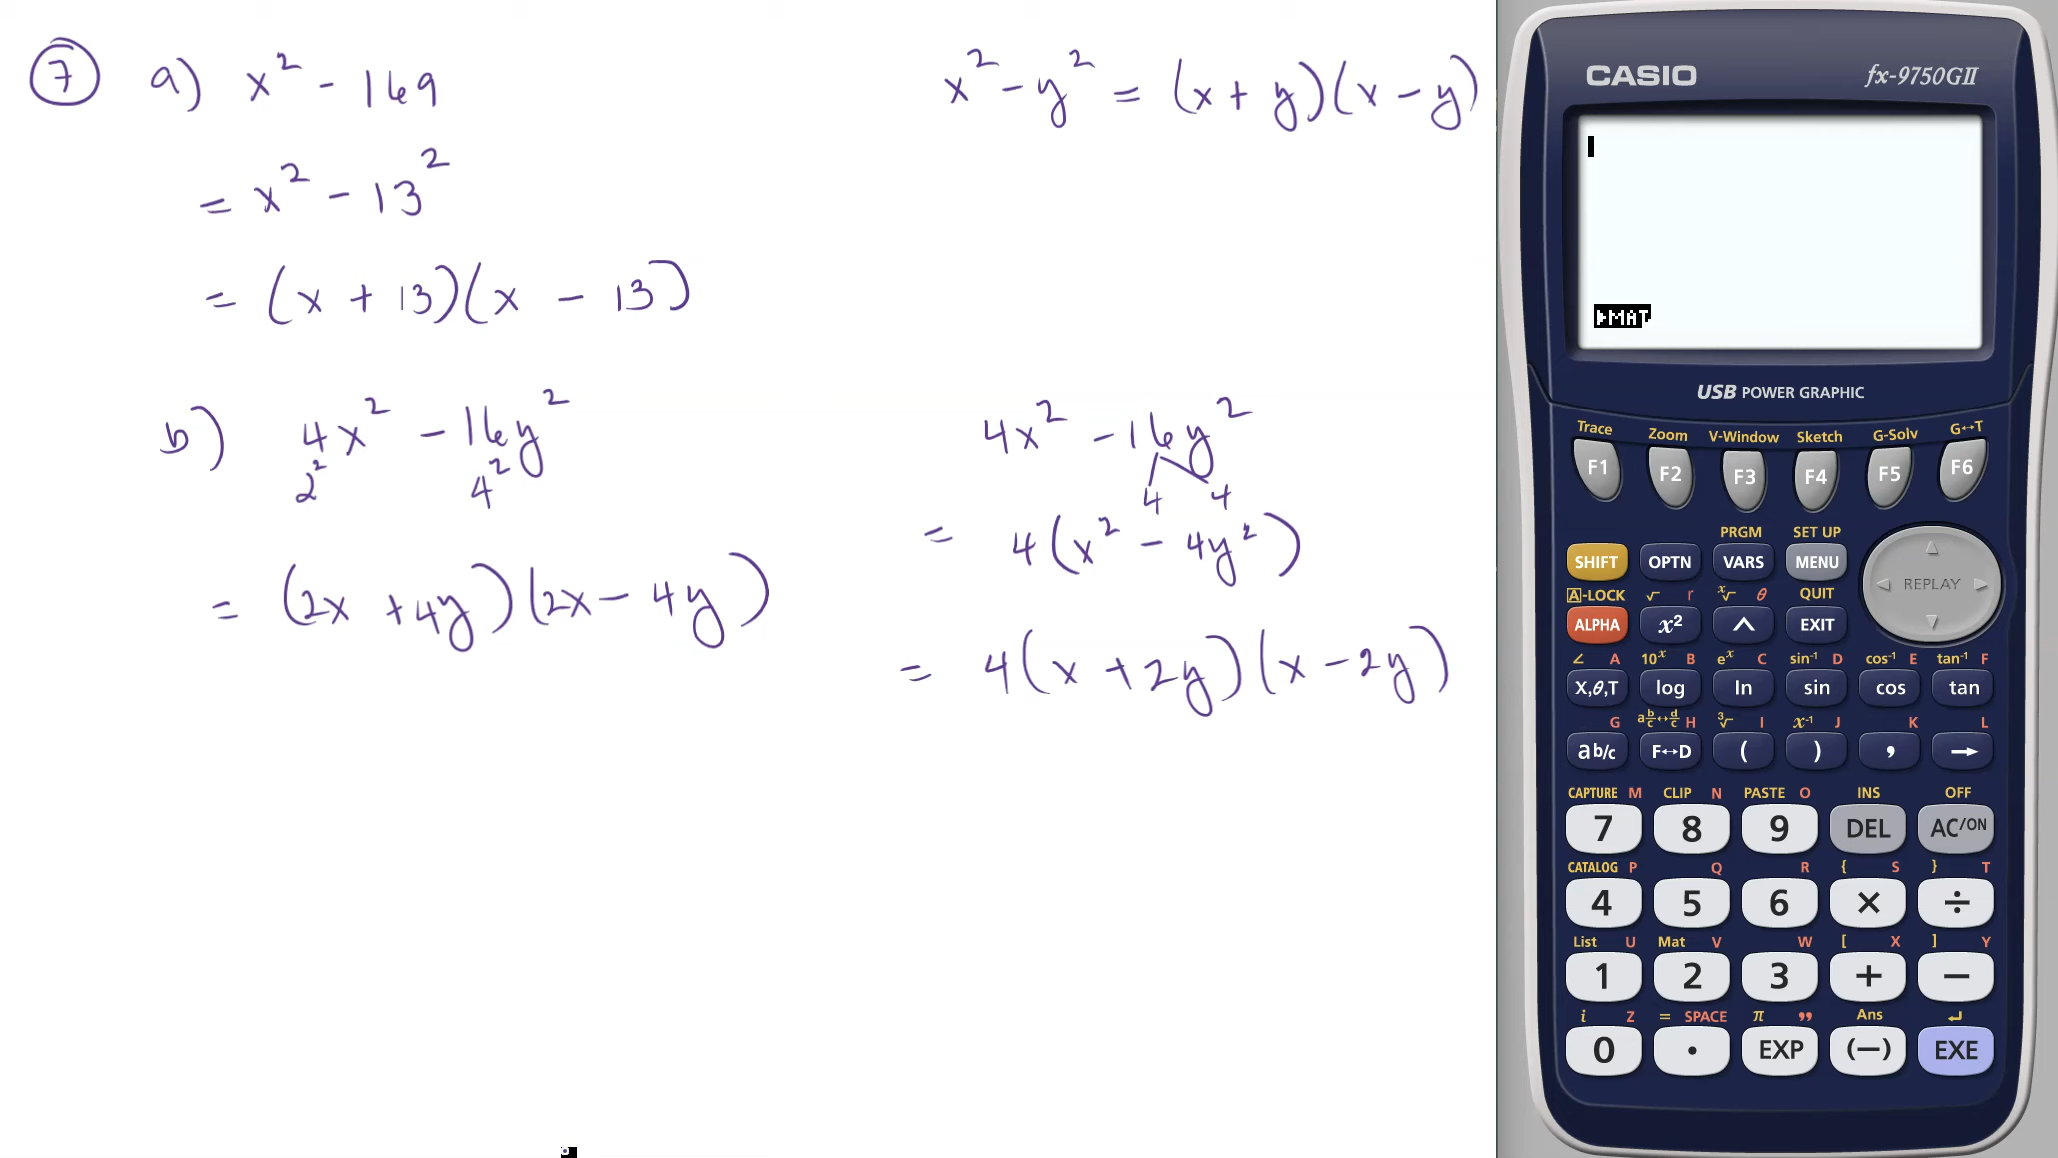 7 a) x² - 169
= x² - 13²
= (x + 13)(x - 13)
x² - y² = (x + y)(x - y)
b) 4x² - 16y²
2² 4²
= (2x + 4y)(2x - 4y)
4x² - 16y²
4 4
= 4(x² - 4y²)
= 4(x + 2y)(x - 2y)
CASIO fx-9750GII
▶MAT
USB POWER GRAPHIC
Trace Zoom V-Window Sketch G-Solv G↔T
F1 F2 F3 F4 F5 F6
PRGM SET UP
SHIFT OPTN VARS MENU
REPLAY
A-LOCK √ r ˣ√ θ QUIT
ALPHA x² ^ EXIT
∠ A 10ˣ B eˣ C sin⁻¹ D cos⁻¹ E tan⁻¹ F
X,θ,T log ln sin cos tan
G a b/c↔d/c H ³√ I x⁻¹ J K L
a b/c F↔D ( ) , →
CAPTURE M CLIP N PASTE O INS OFF
7 8 9 DEL AC/ON
CATALOG P Q R { S } T
4 5 6 × ÷
List U Mat V W [ X ] Y
1 2 3 + −
i Z = SPACE π " Ans ↵
0 . EXP (−) EXE